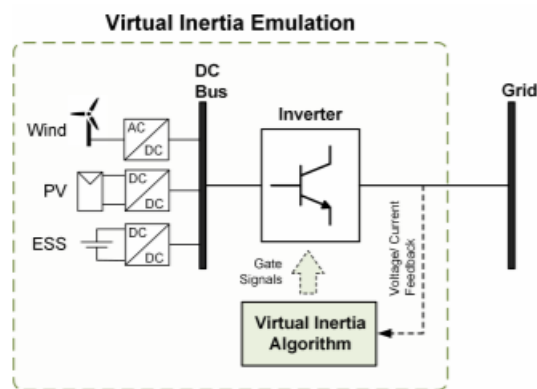 Virtual Inertia Emulation
DC
Bus
Grid
Wind
AC
DC
Inverter
PV
DC
DC
ESS
DC
DC
Gate
Signals
Voltage/ Current
Feedback
Virtual Inertia
Algorithm